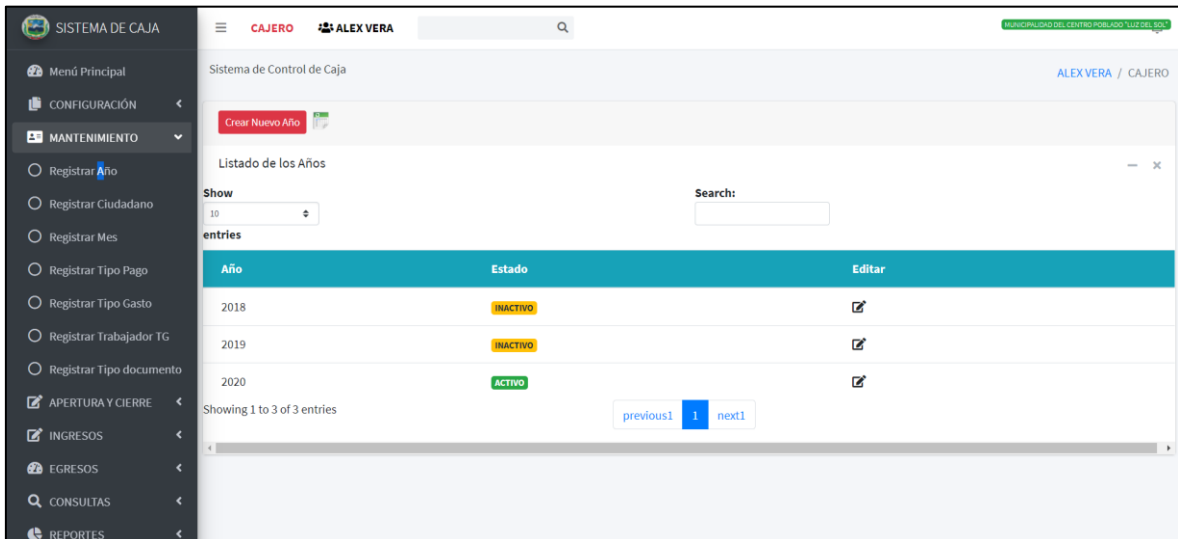 SISTEMA DE CAJA
CAJERO
ALEX VERA
MUNICIPALIDAD DEL CENTRO POBLADO "LUZ DEL SOL"
Menú Principal
CONFIGURACIÓN
MANTENIMIENTO
Registrar Año
Registrar Ciudadano
Registrar Mes
Registrar Tipo Pago
Registrar Tipo Gasto
Registrar Trabajador TG
Registrar Tipo documento
APERTURA Y CIERRE
INGRESOS
EGRESOS
CONSULTAS
REPORTES
Sistema de Control de Caja
ALEX VERA / CAJERO
Crear Nuevo Año
Listado de los Años
Show
10
entries
Search:
Año Estado Editar
2018 INACTIVO
2019 INACTIVO
2020 ACTIVO
Showing 1 to 3 of 3 entries
previous1 1 next1